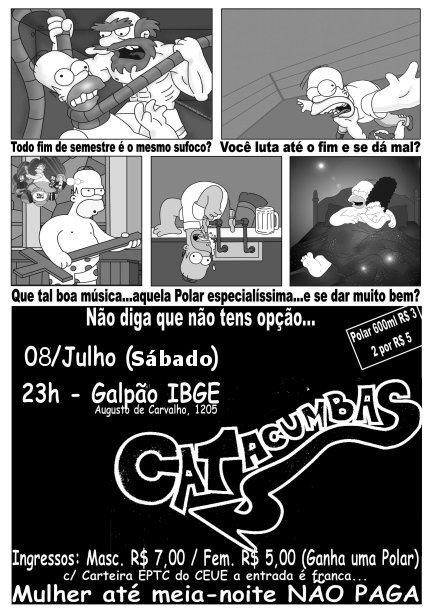 Todo fim de semestre é o mesmo sufoco?
Você luta até o fim e se dá mal?
Que tal boa música...aquela Polar especialíssima...e se dar muito bem?
Não diga que não tens opção...
Polar 600ml R$ 3
2 por R$ 5
08/Julho (Sábado)
23h - Galpão IBGE
Augusto de Carvalho, 1205
CATACUMBAS
Ingressos: Masc. R$ 7,00 / Fem. R$ 5,00 (Ganha uma Polar)
c/ Carteira EPTC do CEUE a entrada é franca...
Mulher até meia-noite NÃO PAGA